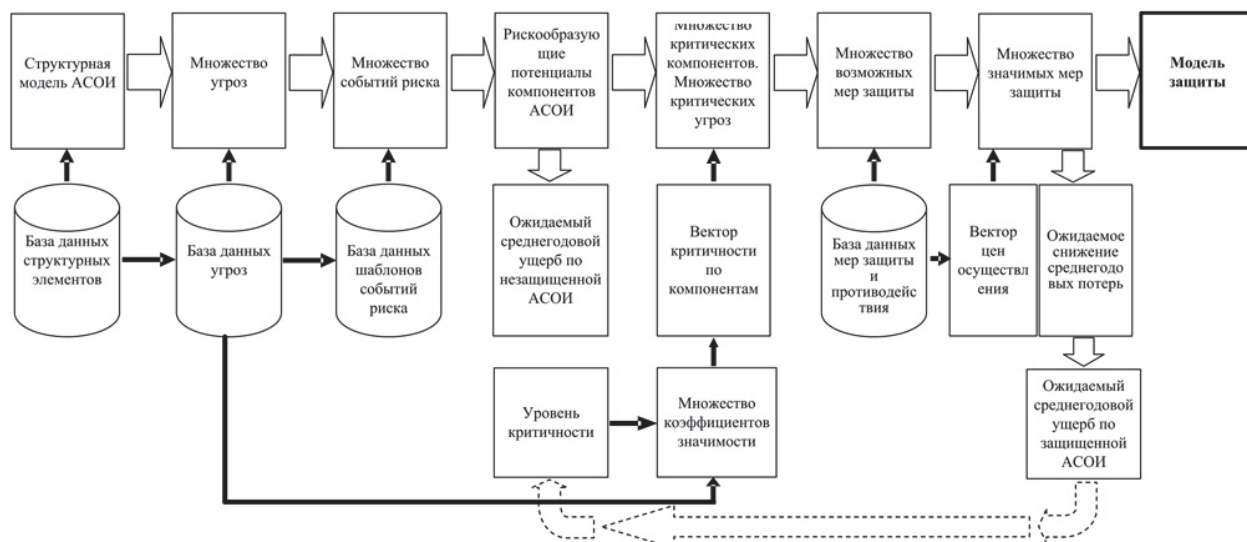 Структурная
модель АСОИ
Множество
угроз
Множество
событий риска
Рискообразую
щие
потенциалы
компонентов
АСОИ
Множество
критических
компонентов.
Множество
критических
угроз
Множество
возможных
мер защиты
Множество
значимых мер
защиты
Модель
защиты
База данных
структурных
элементов
База данных
угроз
База данных
шаблонов
событий
риска
Ожидаемый
среднегодовой
ущерб по
незащищенной
АСОИ
Вектор
критичности
по
компонентам
База данных
мер защиты
и
противодей
ствия
Вектор
цен
осуществл
ения
Ожидаемое
снижение
среднегодо
вых потерь
Уровень
критичности
Множество
коэффициентов
значимости
Ожидаемый
среднегодовой
ущерб по
защищенной
АСОИ